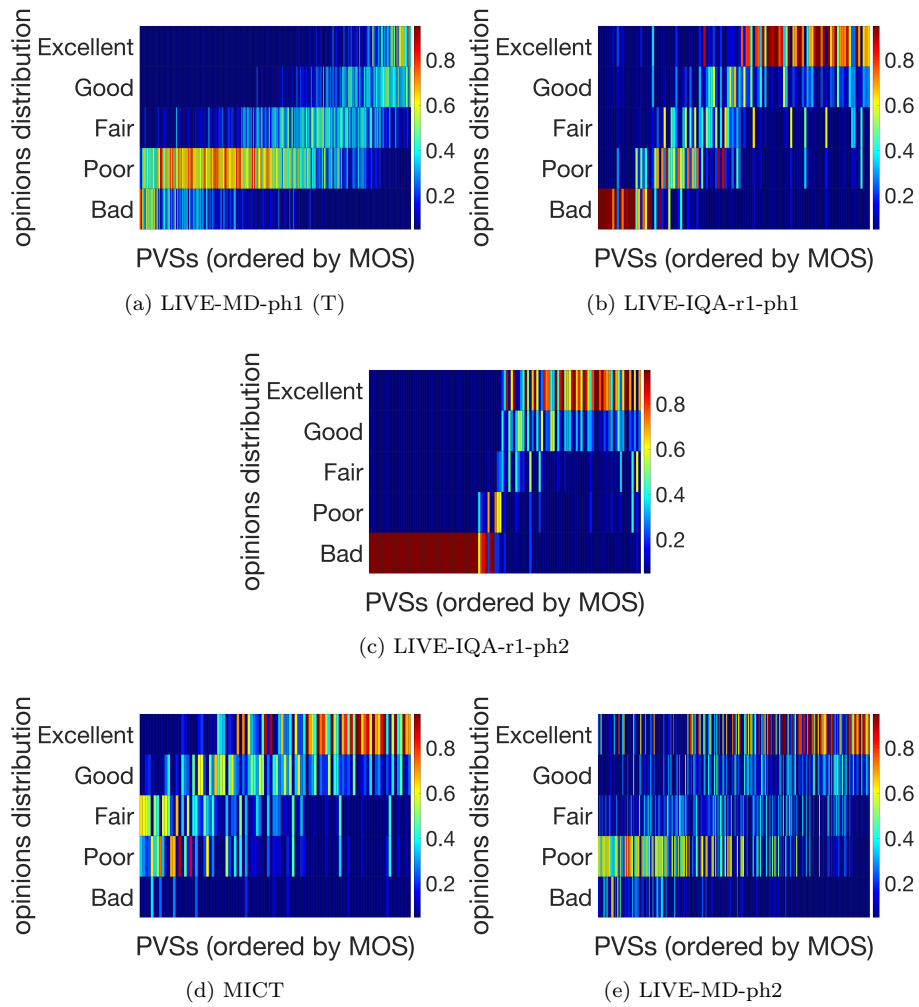 opinions distribution
Excellent
Good
Fair
Poor
Bad
0.8
0.6
0.4
0.2
PVSs (ordered by MOS)
(a) LIVE-MD-ph1 (T)
opinions distribution
Excellent
Good
Fair
Poor
Bad
0.8
0.6
0.4
0.2
PVSs (ordered by MOS)
(b) LIVE-IQA-r1-ph1
opinions distribution
Excellent
Good
Fair
Poor
Bad
0.8
0.6
0.4
0.2
PVSs (ordered by MOS)
(c) LIVE-IQA-r1-ph2
opinions distribution
Excellent
Good
Fair
Poor
Bad
0.8
0.6
0.4
0.2
PVSs (ordered by MOS)
(d) MICT
opinions distribution
Excellent
Good
Fair
Poor
Bad
0.8
0.6
0.4
0.2
PVSs (ordered by MOS)
(e) LIVE-MD-ph2